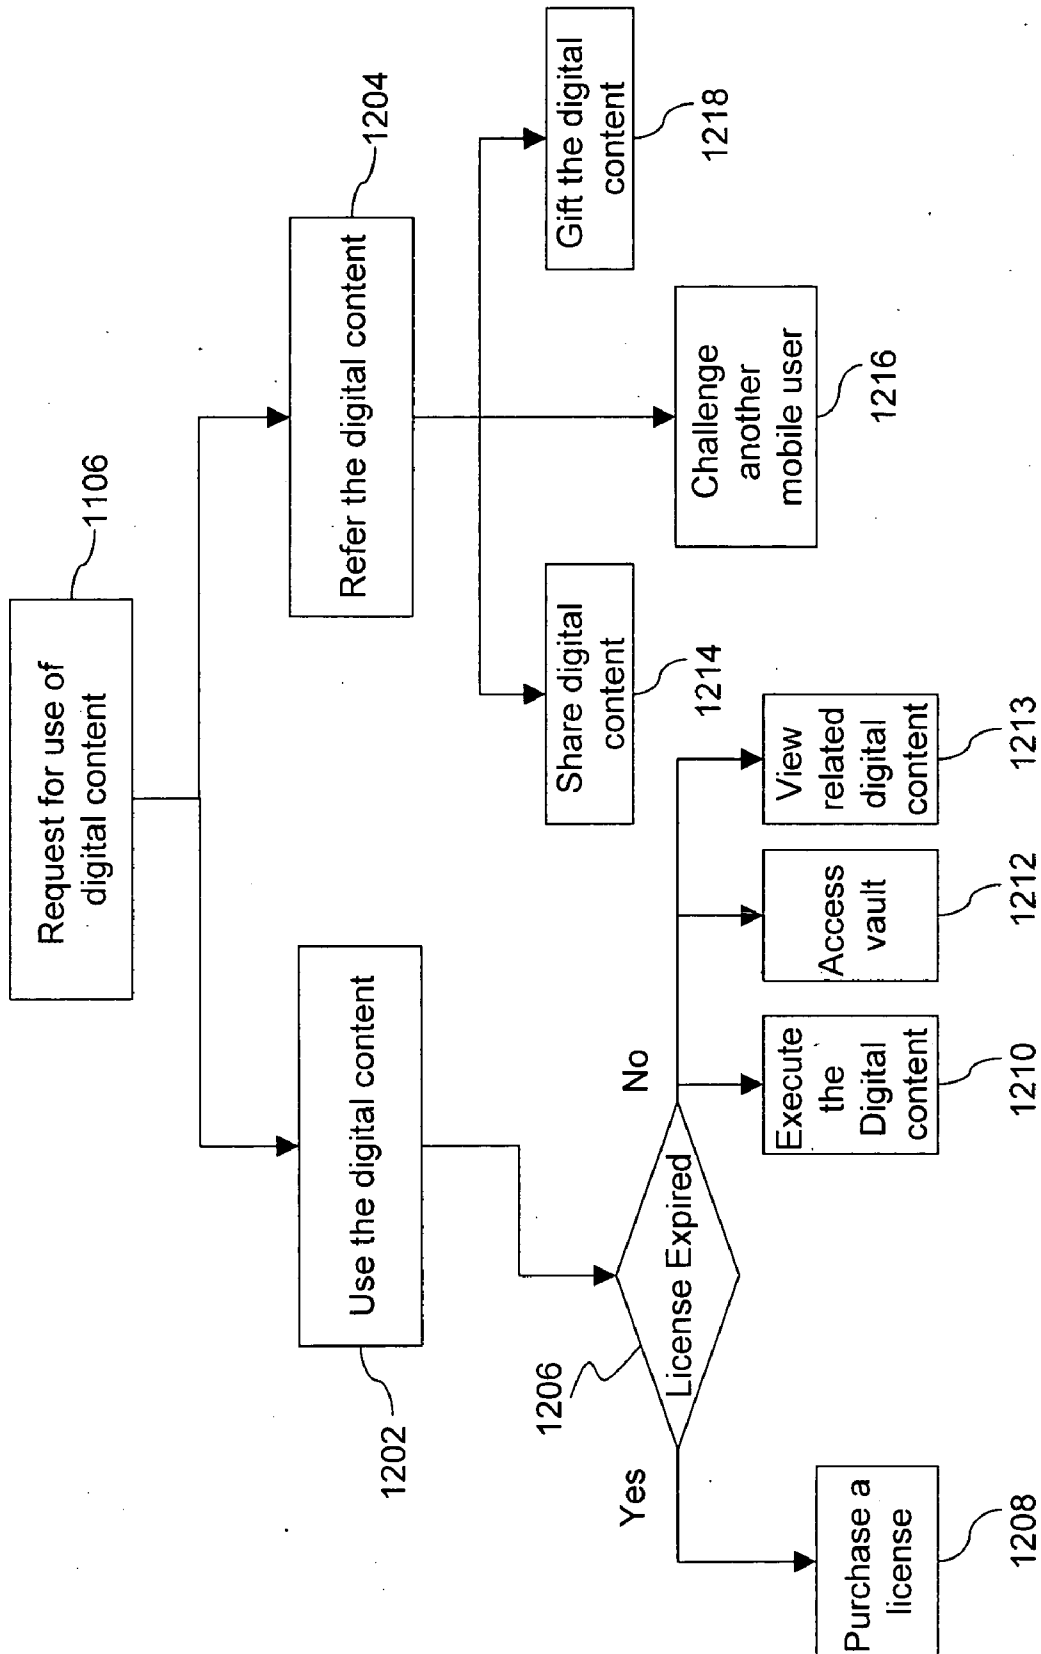 Request for use of
digital content
1106
Use the digital content
1202
Refer the digital content
1204
License Expired
1206
Yes
No
Purchase a
license
1208
Execute
the
Digital
content
1210
Access
vault
1212
View
related
digital
content
1213
Share digital
content
1214
Challenge
another
mobile user
1216
Gift the digital
content
1218